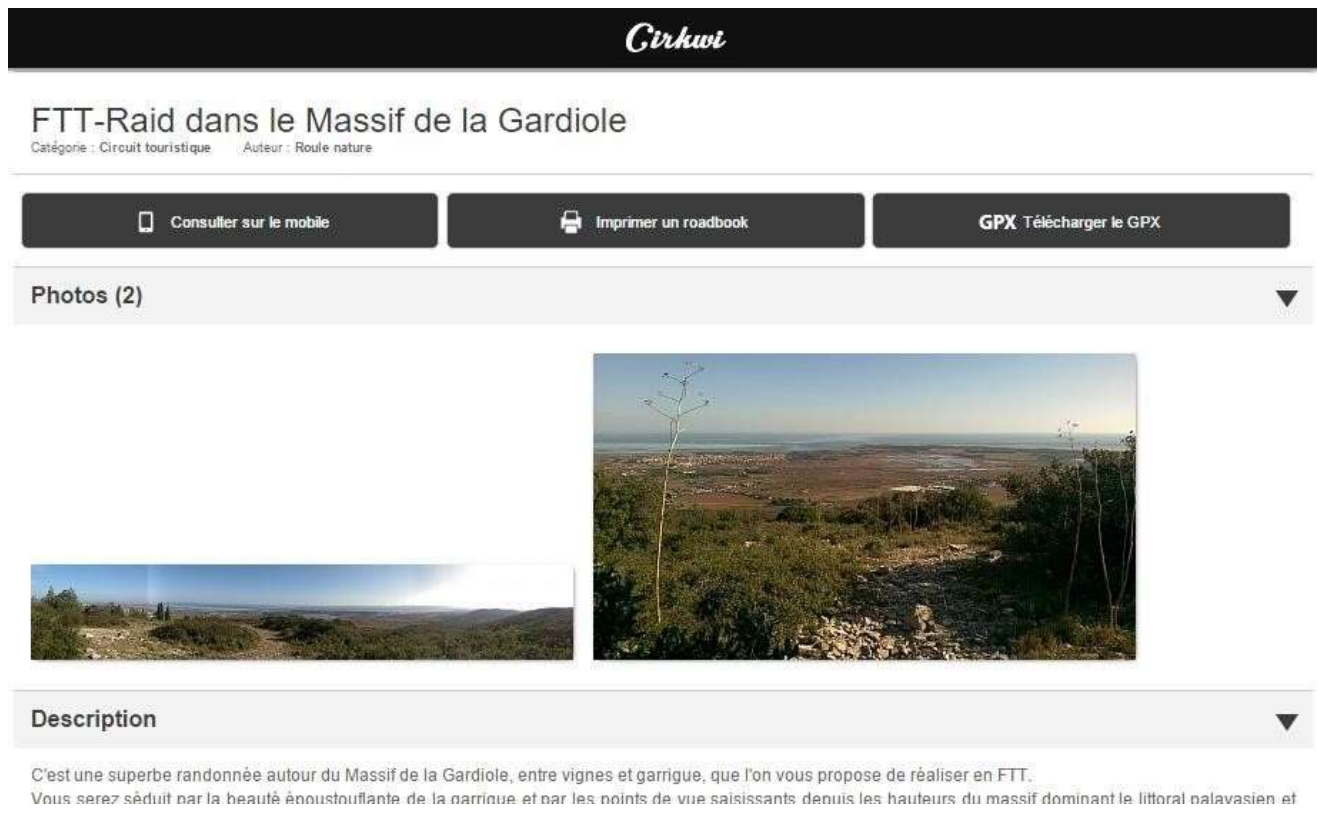 Cirkwi
FTT-Raid dans le Massif de la Gardiole
Catégorie : Circuit touristique Auteur : Roule nature
Consulter sur le mobile
Imprimer un roadbook
GPX Télécharger le GPX
Photos (2)
Description
C'est une superbe randonnée autour du Massif de la Gardiole, entre vignes et garrigue, que l'on vous propose de réaliser en FTT.
Vous serez séduit par la beauté époustouflante de la garrigue et par les points de vue saisissants depuis les hauteurs du massif dominant le littoral palavasien et